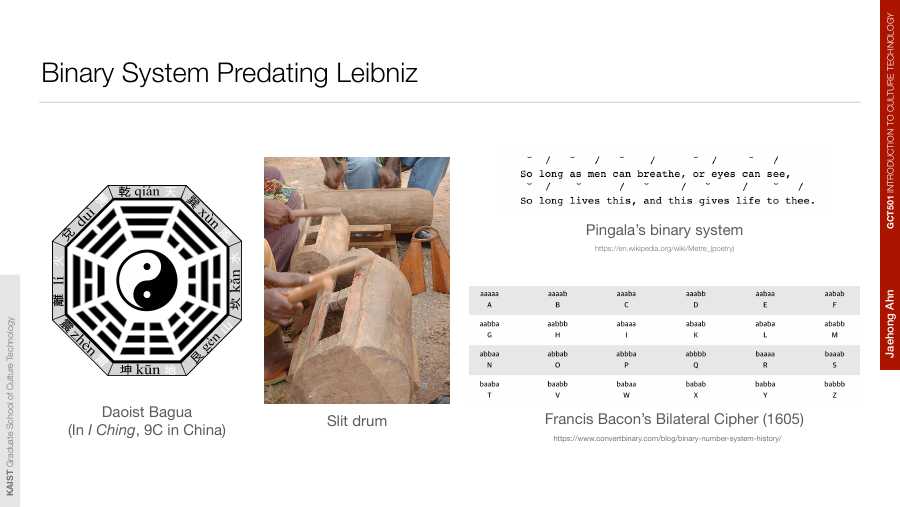 Binary System Predating Leibniz
乾 qián
巽 xùn
坎 kǎn
艮 gèn
坤 kūn
震 zhèn
離 lí
兌 duì
Daoist Bagua
(In I Ching, 9C in China)
Slit drum
˘ / ˘ / ˘ / ˘ / ˘ /
So long as men can breathe, or eyes can see,
˘ / ˘ / ˘ / ˘ / ˘ /
So long lives this, and this gives life to thee.
Pingala's binary system
https://en.wikipedia.org/wiki/Metre_(poetry)
aaaaa aaaab aaaba aaabb aabaa aabab
A B C D E F
aabba aabbb abaaa abaab ababa ababb
G H I K L M
abbaa abbab abbba abbbb baaaa baaab
N O P Q R S
baaba baabb babaa babab babba babbb
T V W X Y Z
Francis Bacon's Bilateral Cipher (1605)
https://www.convertbinary.com/blog/binary-number-system-history/
KAIST Graduate School of Culture Technology
GCT501 INTRODUCTION TO CULTURE TECHNOLOGY
Jaehong Ahn